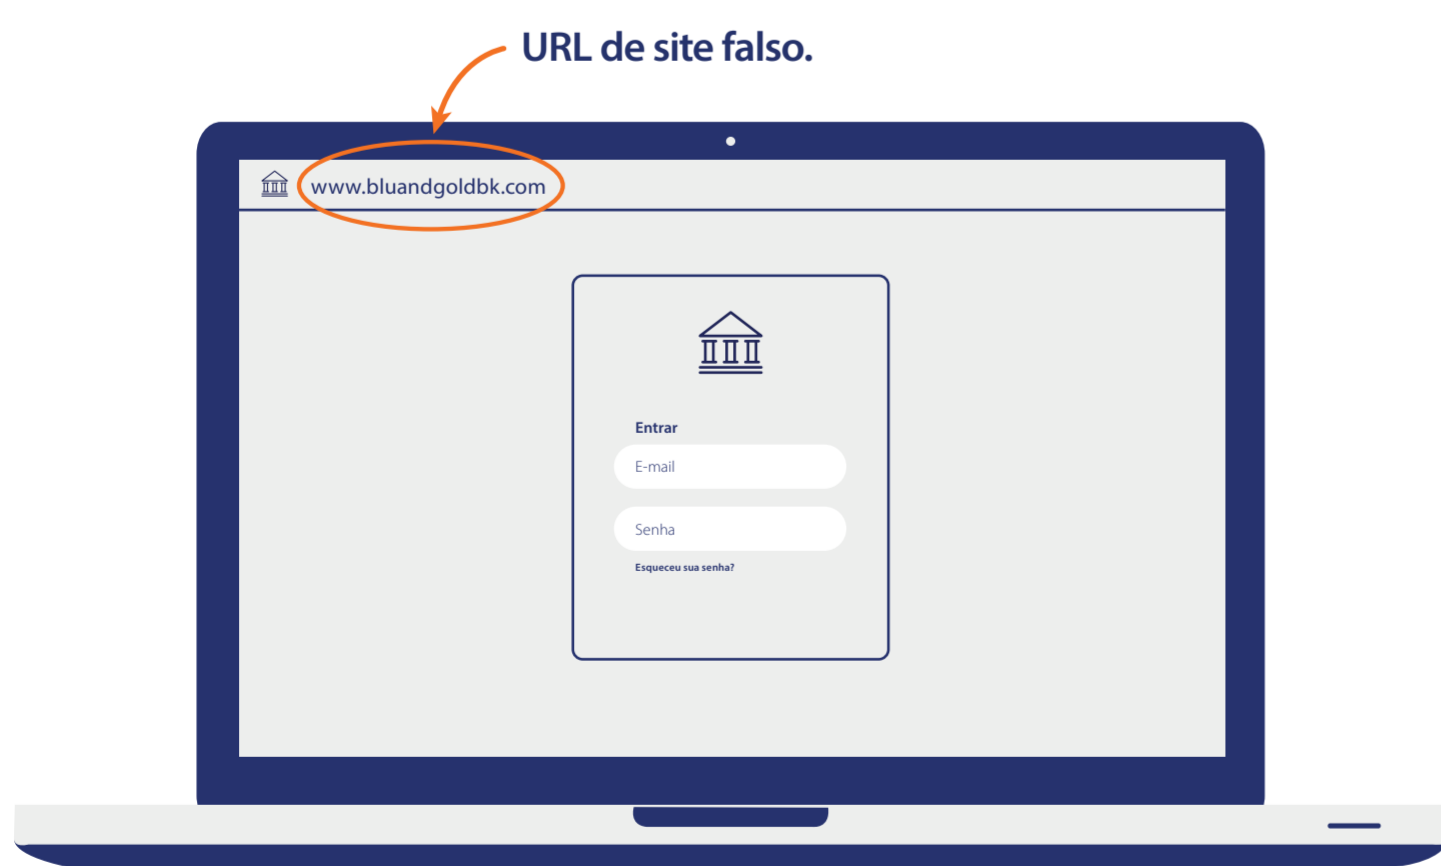 URL de site falso.
www.bluandgoldbk.com
Entrar
E-mail
Senha
Esqueceu sua senha?